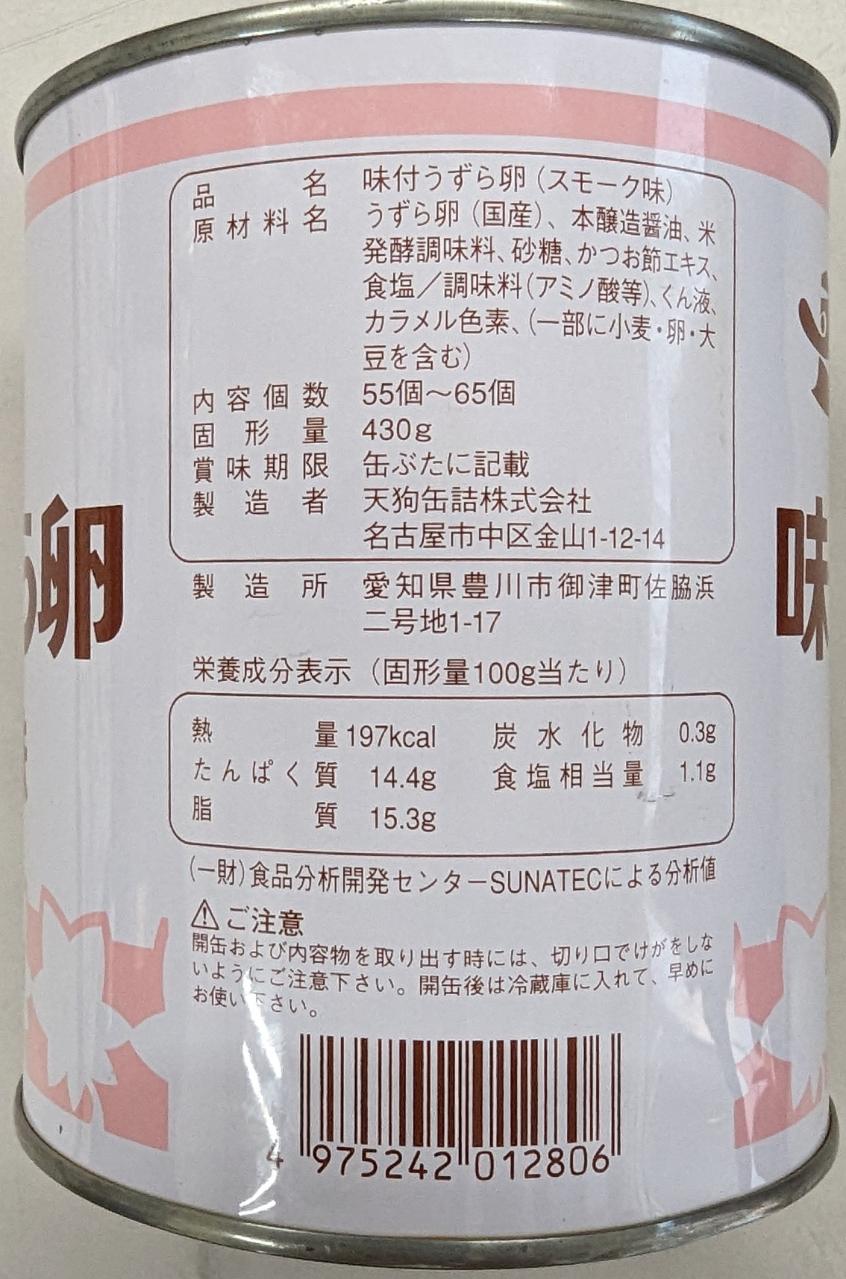 品名 味付うずら卵(スモーク味)
原材料名 うずら卵(国産)、本醸造醤油、米
発酵調味料、砂糖、かつお節エキス、
食塩/調味料(アミノ酸等)、くん液、
カラメル色素、(一部に小麦・卵・大
豆を含む)
内容個数 55個〜65個
固形量 430g
賞味期限 缶ぶたに記載
製造者 天狗缶詰株式会社
名古屋市中区金山1-12-14
製造所 愛知県豊川市御津町佐脇浜
二号地1-17
栄養成分表示(固形量100g当たり)
熱量 197kcal 炭水化物 0.3g
たんぱく質 14.4g 食塩相当量 1.1g
脂質 15.3g
(一財)食品分析開発センターSUNATECによる分析値
⚠ご注意
開缶および内容物を取り出す時には、切り口でけがをしな
いようにご注意下さい。開缶後は冷蔵庫に入れて、早めに
お使い下さい。
4 975242 012806
ら卵
味